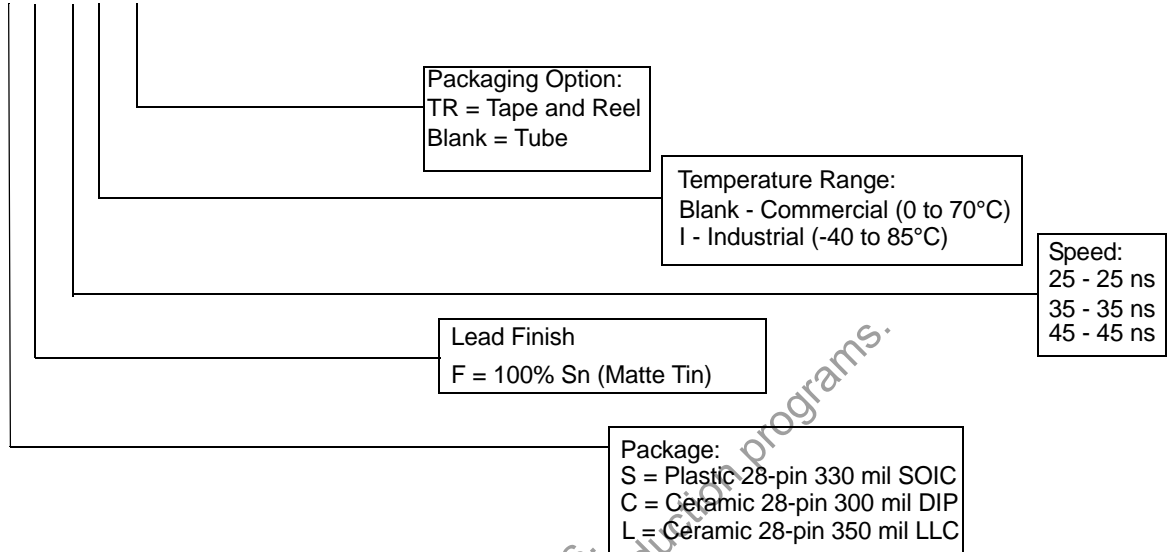 Packaging Option:
TR = Tape and Reel
Blank = Tube
Temperature Range:
Blank - Commercial (0 to 70°C)
I - Industrial (-40 to 85°C)
Speed:
25 - 25 ns
35 - 35 ns
45 - 45 ns
Lead Finish
F = 100% Sn (Matte Tin)
Package:
S = Plastic 28-pin 330 mil SOIC
C = Ceramic 28-pin 300 mil DIP
L = Ceramic 28-pin 350 mil LLC
production programs.